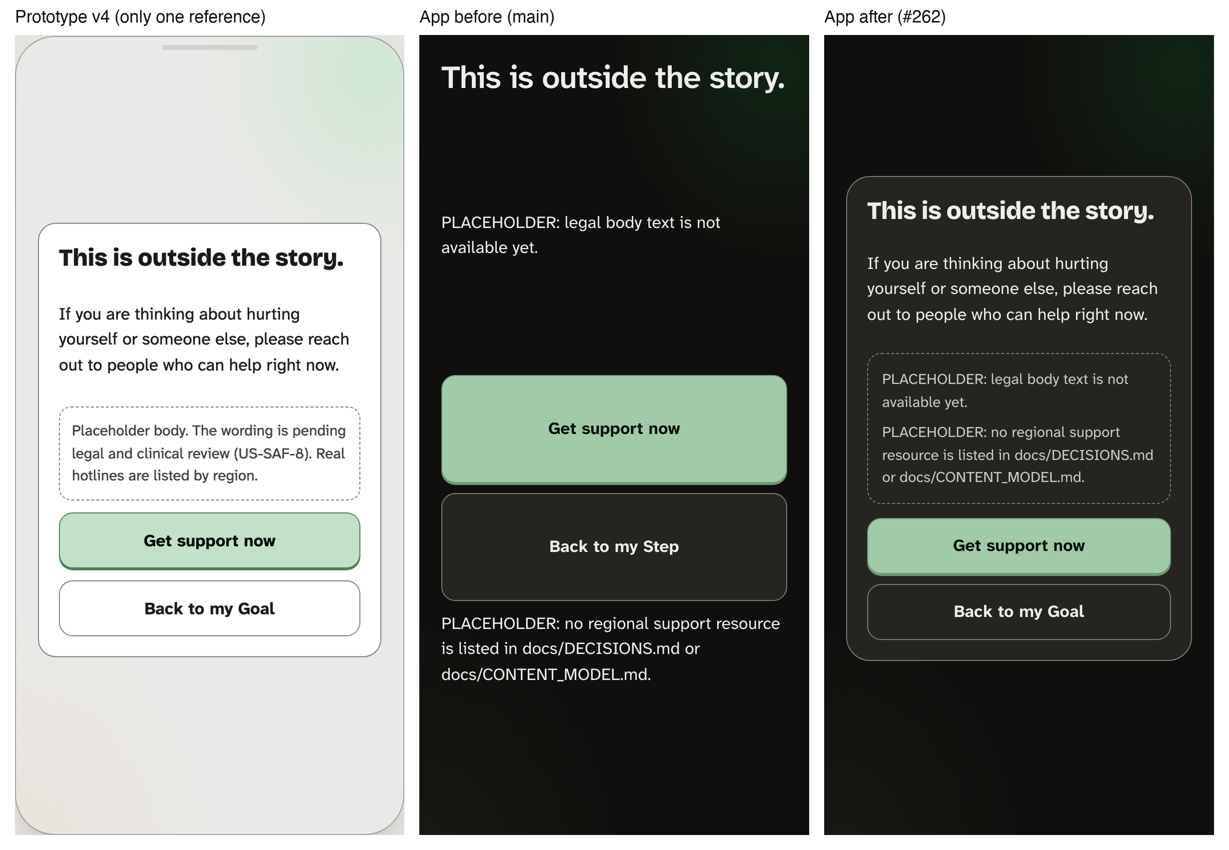 Prototype v4 (only one reference)
This is outside the story.
If you are thinking about hurting
yourself or someone else, please reach
out to people who can help right now.
Placeholder body. The wording is pending
legal and clinical review (US-SAF-8). Real
hotlines are listed by region.
Get support now
Back to my Goal
App before (main)
This is outside the story.
PLACEHOLDER: legal body text is not
available yet.
Get support now
Back to my Step
PLACEHOLDER: no regional support resource
is listed in docs/DECISIONS.md or
docs/CONTENT_MODEL.md.
App after (#262)
This is outside the story.
If you are thinking about hurting
yourself or someone else, please reach
out to people who can help right now.
PLACEHOLDER: legal body text is not
available yet.
PLACEHOLDER: no regional support
resource is listed in docs/DECISIONS.md
or docs/CONTENT_MODEL.md.
Get support now
Back to my Goal